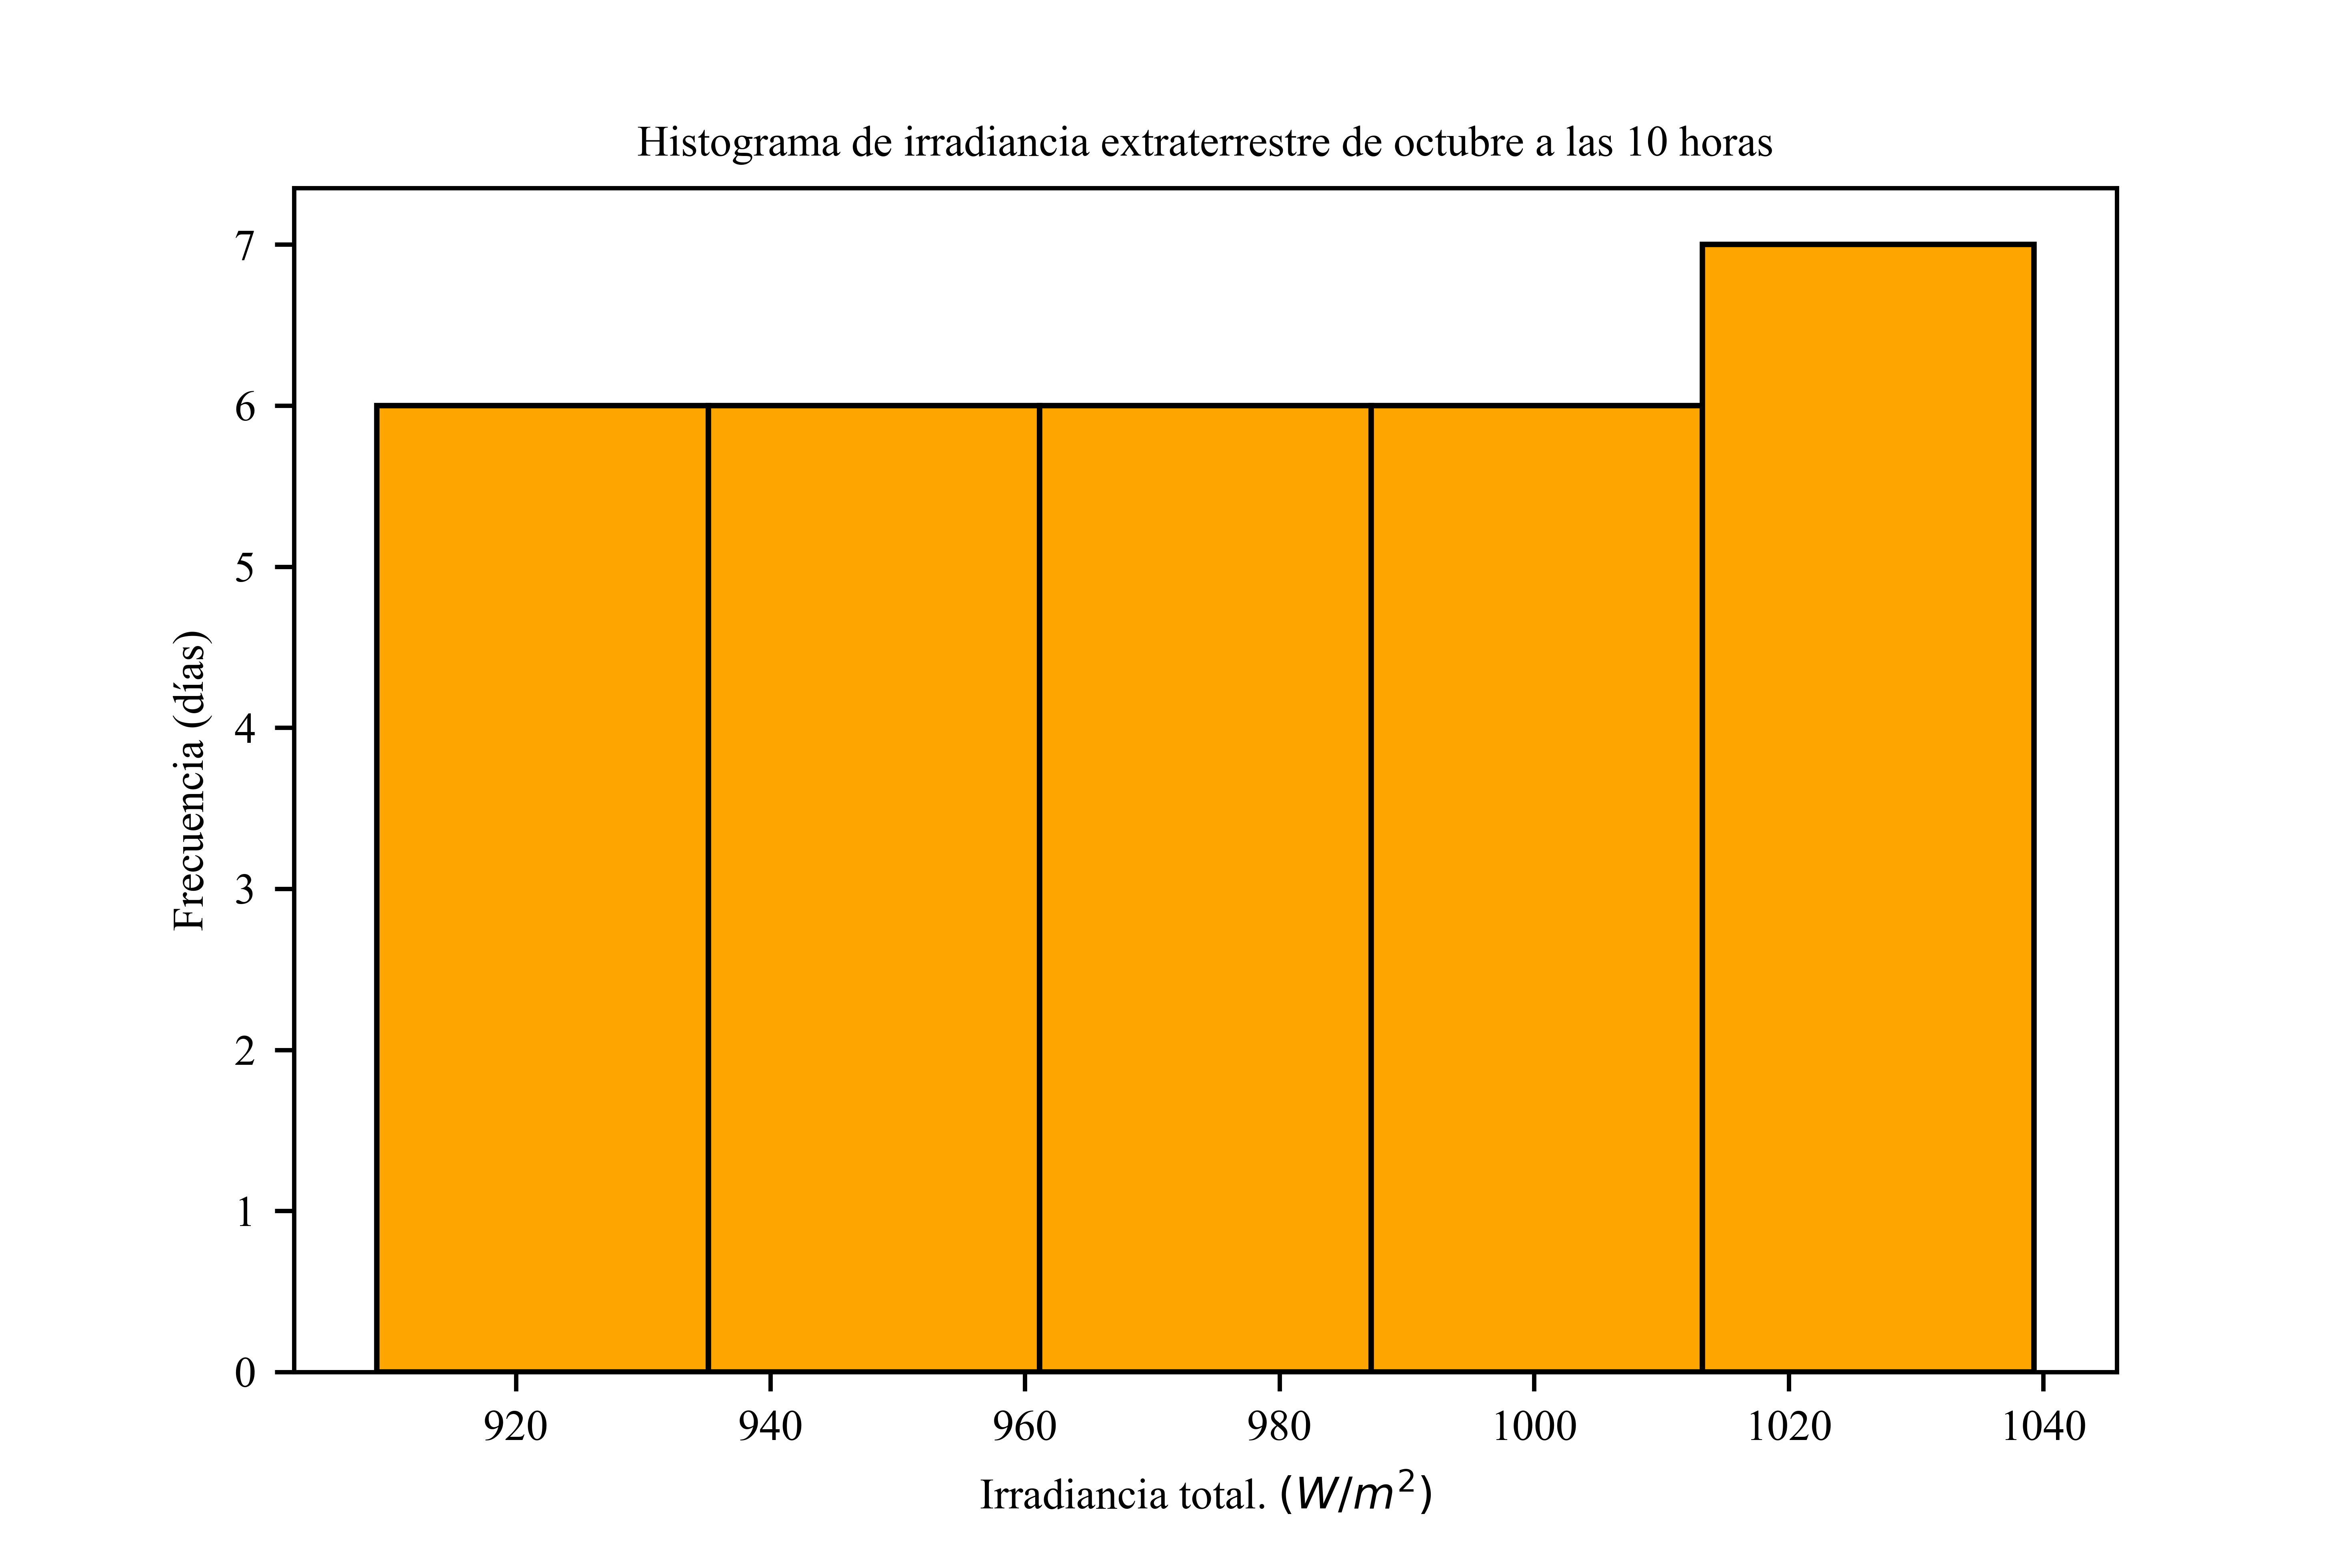 Histograma de irradiancia extraterrestre de octubre a las 10 horas
7
6
5
4
3
2
1
0
Frecuencia (días)
920 940 960 980 1000 1020 1040
Irradiancia total. (W/m²)